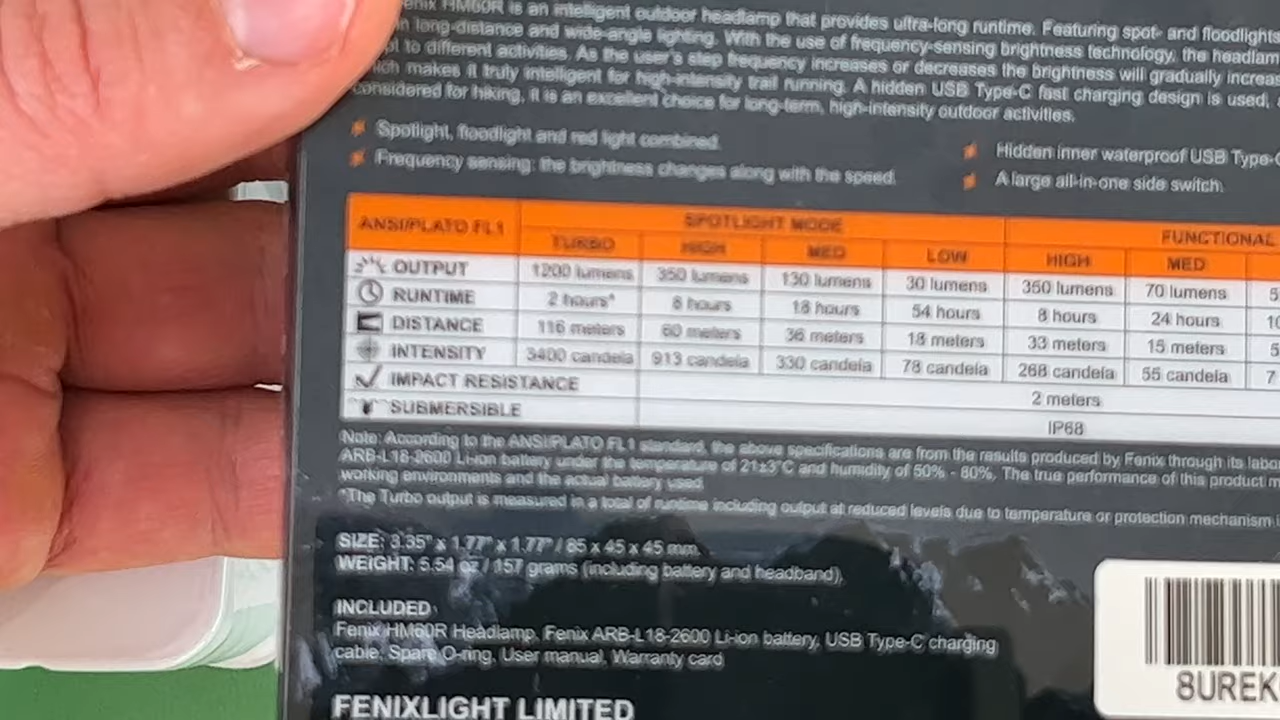 HM60R is an intelligent outdoor headlamp that provides ultra-long runtime. Featuring spot- and floodlights
long-distance and wide-angle lighting. With the use of frequency-sensing brightness technology, the headlam
to different activities. As the user's step frequency increases or decreases the brightness will gradually increa
makes it truly intelligent for high-intensity trail running. A hidden USB Type-C fast charging design is used,
considered for hiking, it is an excellent choice for long-term, high-intensity outdoor activities.
Spotlight, floodlight and red light combined.
Frequency sensing: the brightness changes along with the speed.
Hidden inner waterproof USB Type-C
A large all-in-one side switch.
ANSI/PLATO FL1 SPOTLIGHT MODE FUNCTIONAL
TURBO HIGH MED LOW HIGH MED
OUTPUT 1200 lumens 350 lumens 130 lumens 30 lumens 350 lumens 70 lumens 5
RUNTIME 2 hours* 8 hours 18 hours 54 hours 8 hours 24 hours 10
DISTANCE 116 meters 60 meters 36 meters 18 meters 33 meters 15 meters 5
INTENSITY 3400 candela 913 candela 330 candela 78 candela 268 candela 55 candela 7
IMPACT RESISTANCE 2 meters
SUBMERSIBLE IP68
Note: According to the ANSI/PLATO FL1 standard, the above specifications are from the results produced by Fenix through its labo
ARB-L18-2600 Li-ion battery under the temperature of 21±3°C and humidity of 50% - 80%. The true performance of this product m
working environments and the actual battery used.
*The Turbo output is measured in a total of runtime including output at reduced levels due to temperature or protection mechanism
SIZE: 3.35" x 1.77" x 1.77" / 85 x 45 x 45 mm.
WEIGHT: 5.54 oz / 157 grams (including battery and headband).
INCLUDED
Fenix HM60R Headlamp, Fenix ARB-L18-2600 Li-ion battery, USB Type-C charging
cable, Spare O-ring, User manual, Warranty card
8UREK
FENIXLIGHT LIMITED